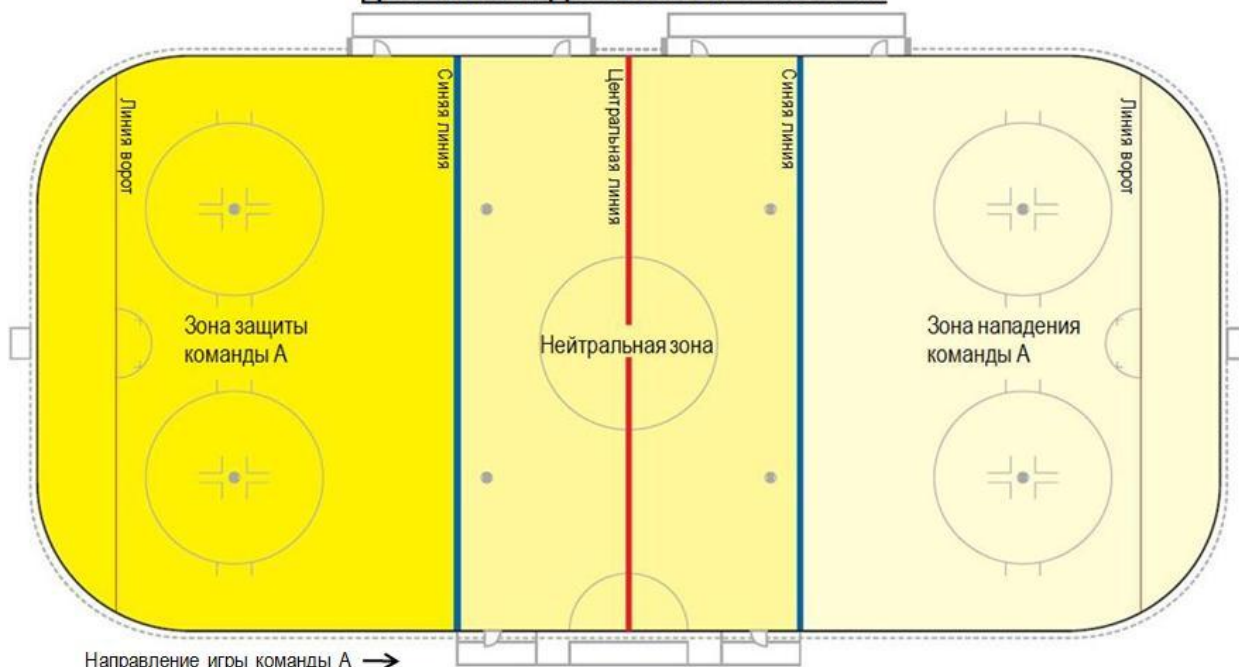 Линия ворот
Синяя линия
Центральная линия
Синяя линия
Линия ворот
Зона защиты
команды А
Нейтральная зона
Зона нападения
команды А
Направление игры команды А →